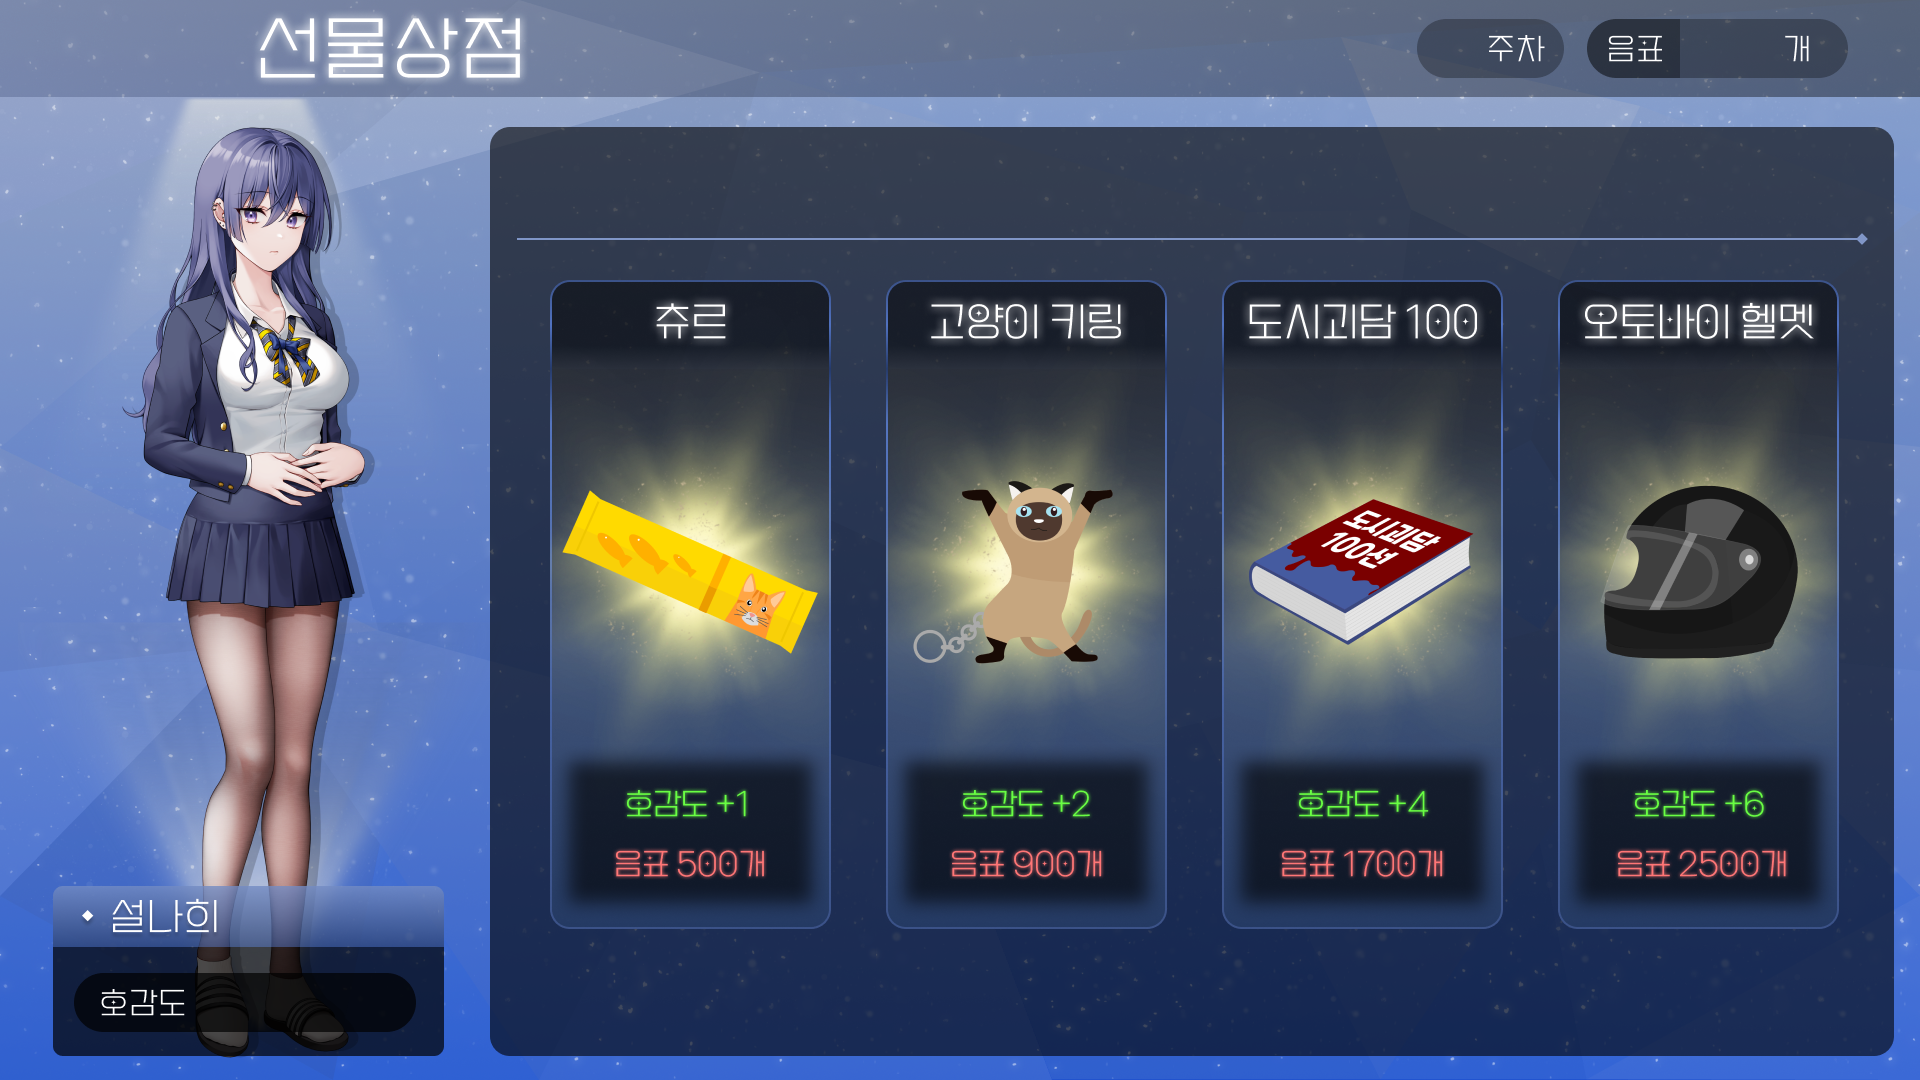 선물상점
주차
음표 개
츄르
고양이 키링
도시괴담 100
오토바이 헬멧
도시괴담
100선
호감도 +1
음표 500개
호감도 +2
음표 900개
호감도 +4
음표 1700개
호감도 +6
음표 2500개
설나희
호감도